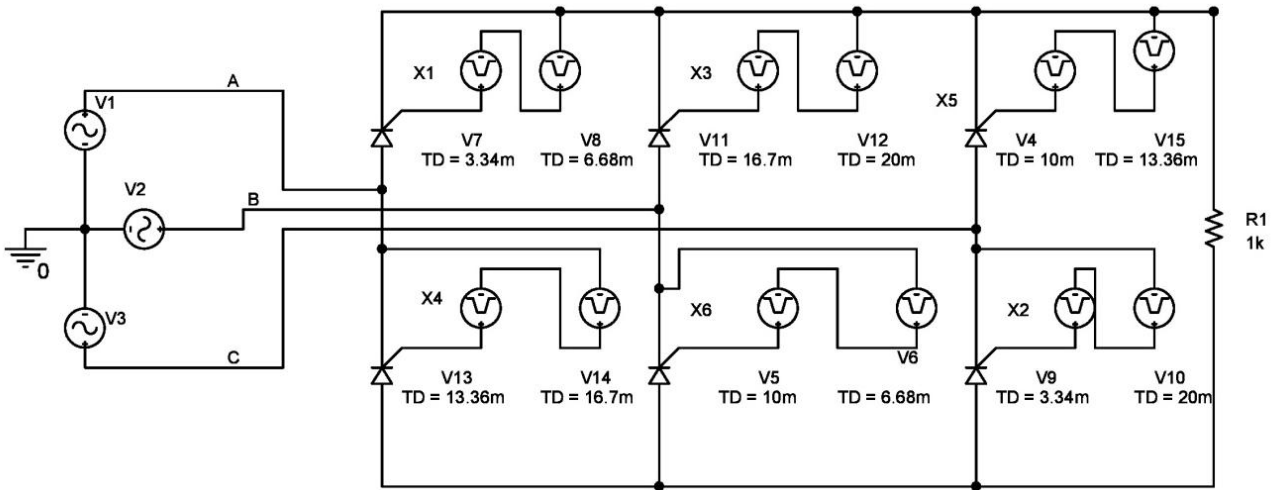 A
V1
V2
B
0
V3
C
X1
V7
TD = 3.34m
V8
TD = 6.68m
X3
V11
TD = 16.7m
V12
TD = 20m
X5
V4
TD = 10m
V15
TD = 13.36m
R1
1k
X4
V13
TD = 13.36m
V14
TD = 16.7m
X6
V5
TD = 10m
V6
TD = 6.68m
X2
V9
TD = 3.34m
V10
TD = 20m